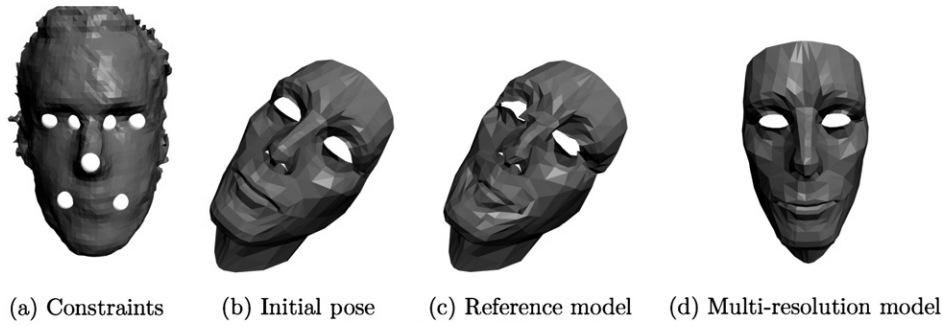 (a) Constraints
(b) Initial pose
(c) Reference model
(d) Multi-resolution model